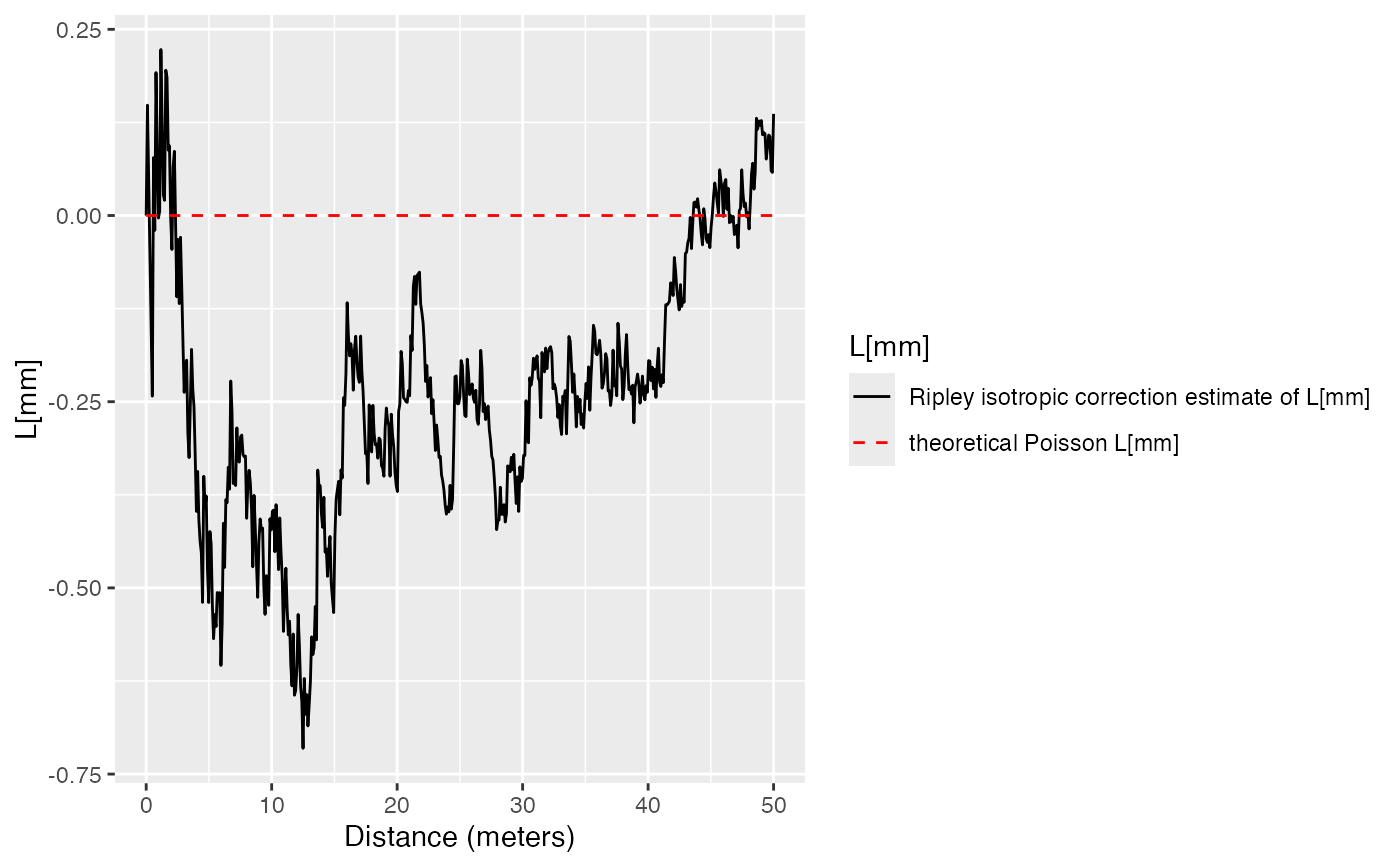 0.25
0.00
-0.25
-0.50
-0.75
L[mm]
0 10 20 30 40 50
Distance (meters)
L[mm]
Ripley isotropic correction estimate of L[mm]
theoretical Poisson L[mm]